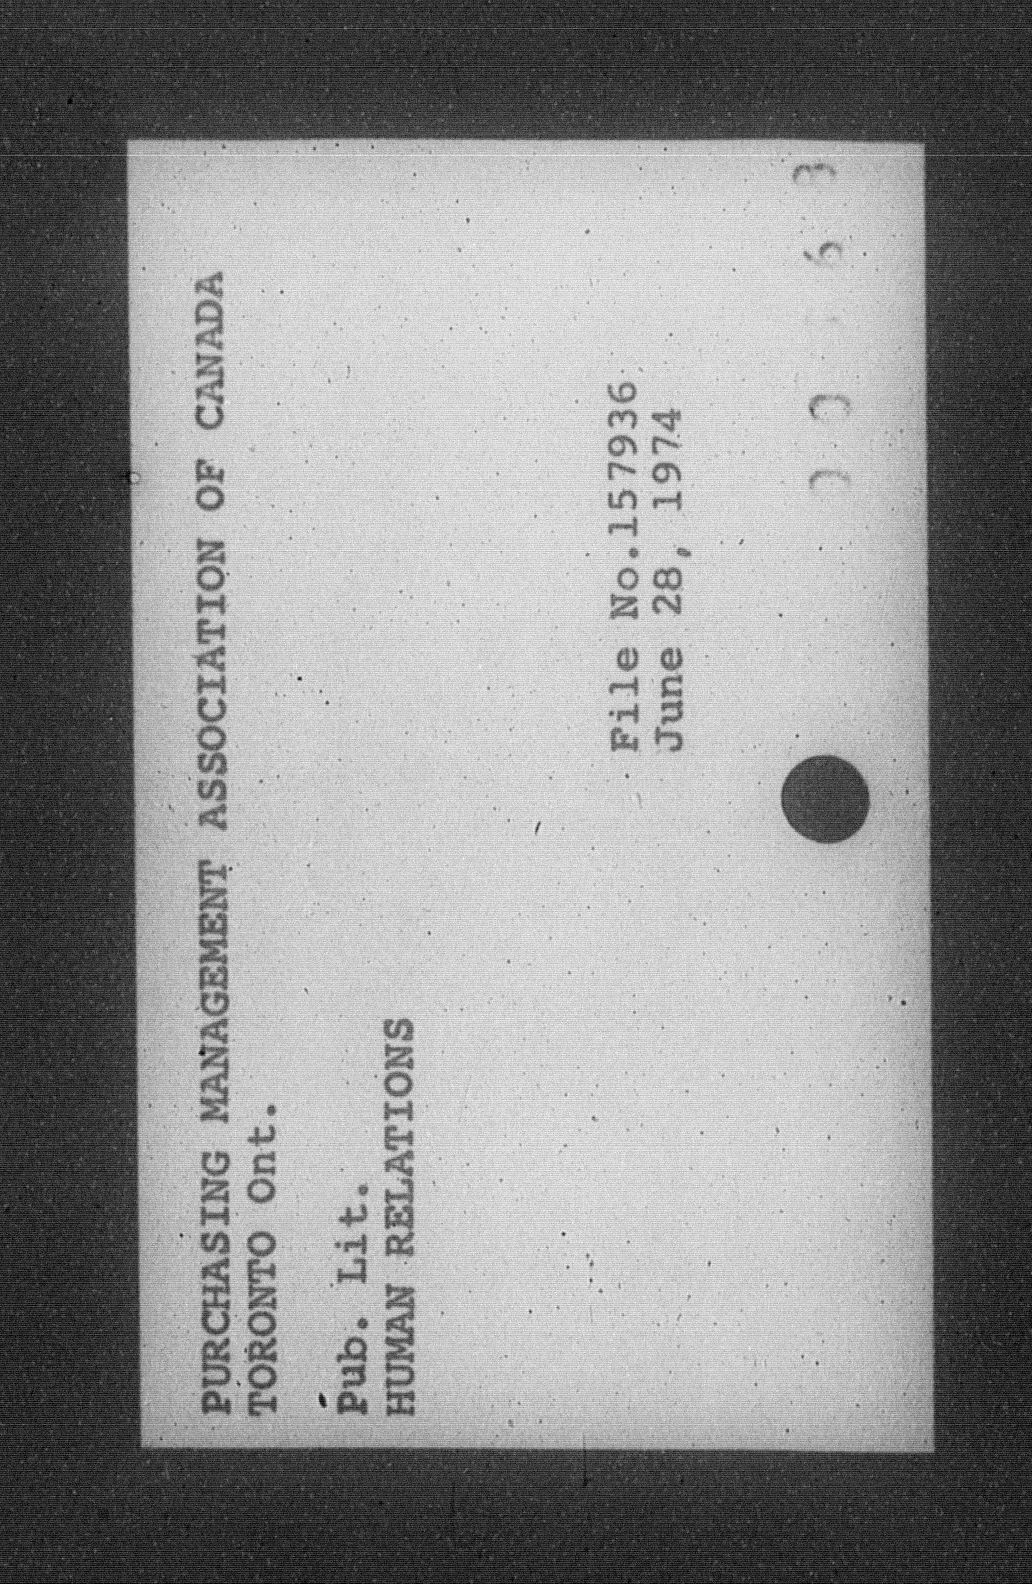 PURCHASING MANAGEMENT ASSOCIATION OF CANADA
TORONTO Ont.
Pub. Lit.
HUMAN RELATIONS
File No.157936
June 28, 1974